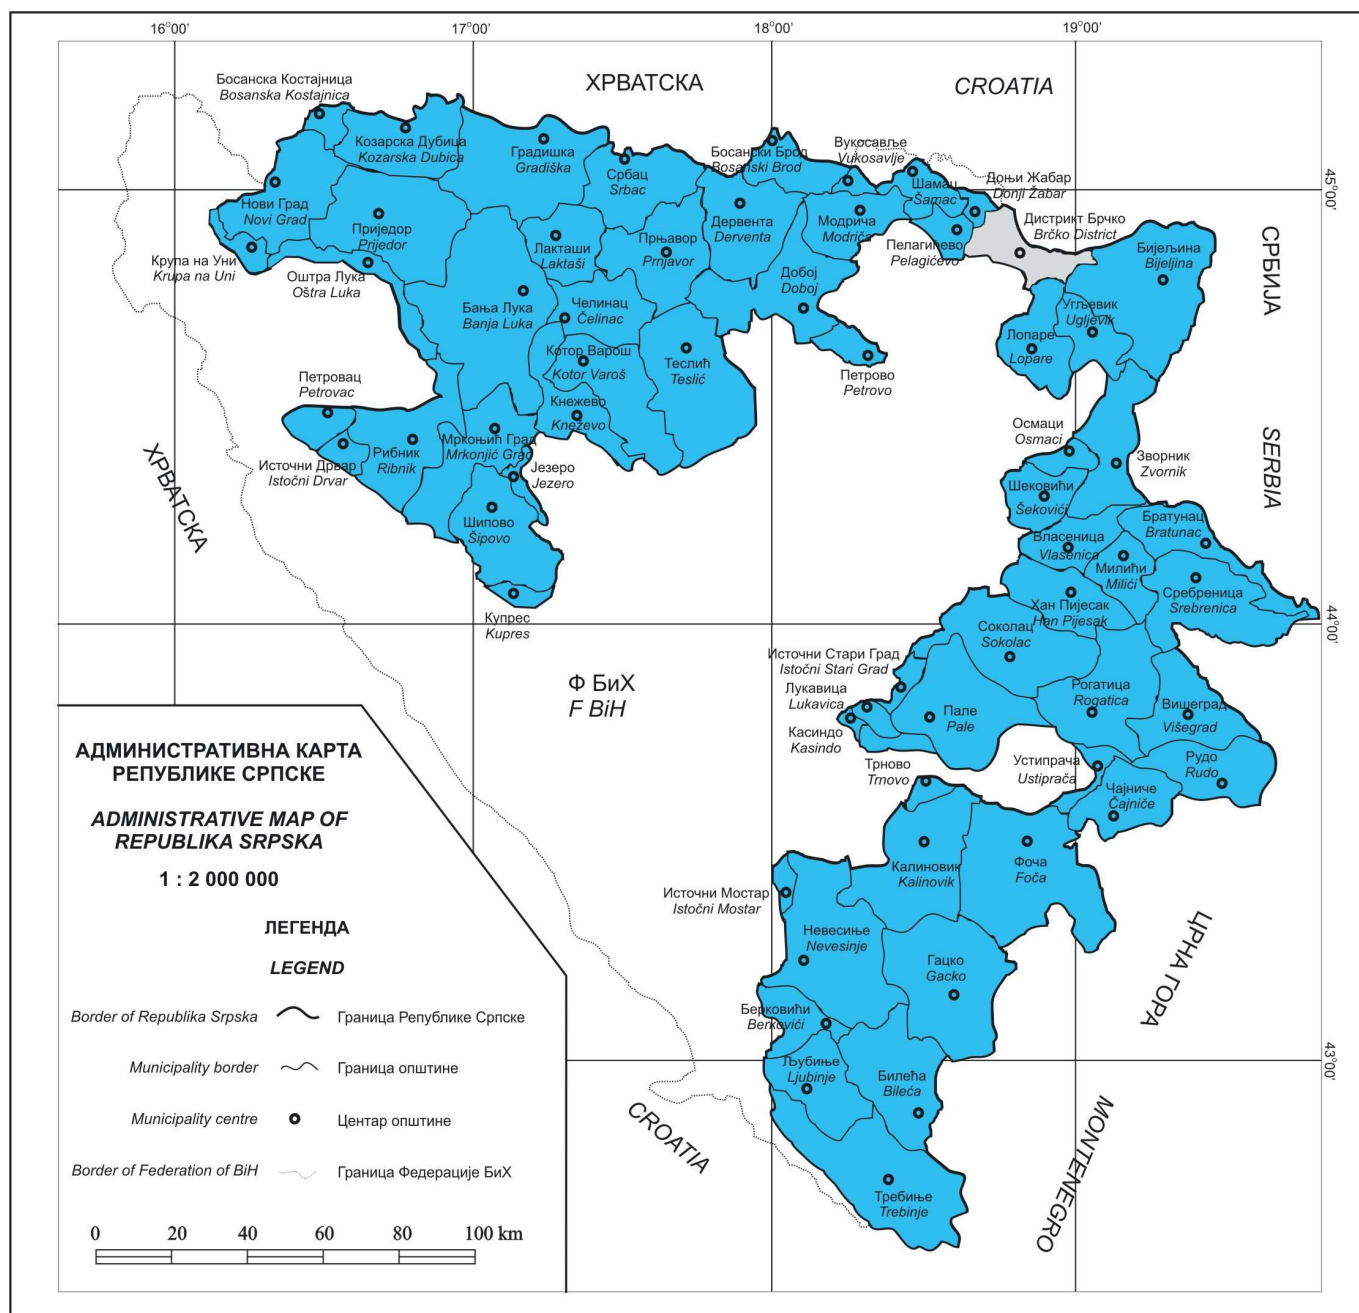 16°00'
17°00'
18°00'
19°00'
Босанска Костајница
Bosanska Kostajnica
ХРВАТСКА
CROATIA
Козарска Дубица
Kozarska Dubica
Градишка
Gradiška
Србац
Srbac
Босански Брод
Bosanski Brod
Вукосавље
Vukosavlje
Шамац
Šamac
Доњи Жабар
Donji Žabar
45°00'
Нови Град
Novi Grad
Приједор
Prijedor
Лакташи
Laktaši
Прњавор
Prnjavor
Дервента
Derventa
Модрича
Modriča
Пелагићево
Pelagićevo
Дистрикт Брчко
Brčko District
Бијељина
Bijeljina
СРБИЈА
Крупа на Уни
Krupa na Uni
Оштра Лука
Oštra Luka
Бања Лука
Banja Luka
Челинац
Čelinac
Добој
Doboj
Угљевик
Ugljevik
Лопаре
Lopare
Котор Варош
Kotor Varoš
Теслић
Teslić
Петрово
Petrovo
Петровац
Petrovac
Кнежево
Kneževo
Осмаци
Osmaci
SERBIA
ХРВАТСКА
Источни Дрвар
Istočni Drvar
Рибник
Ribnik
Мркоњић Град
Mrkonjić Grad
Језеро
Jezero
Зворник
Zvornik
Шековићи
Šekovići
Шипово
Šipovo
Братунац
Bratunac
Власеница
Vlasenica
Милићи
Milići
Сребреница
Srebrenica
Хан Пијесак
Han Pijesak
Купрес
Kupres
44°00'
Соколац
Sokolac
Источни Стари Град
Istočni Stari Grad
Ф БиХ
F BiH
Лукавица
Lukavica
Касиндо
Kasindo
Пале
Pale
Рогатица
Rogatica
Вишеград
Višegrad
Трново
Trnovo
Устипрача
Ustiprača
Рудо
Rudo
Чајниче
Čajniče
АДМИНИСТРАТИВНА КАРТА
РЕПУБЛИКЕ СРПСКЕ
ADMINISTRATIVE MAP OF
REPUBLIKA SRPSKA
1 : 2 000 000
Калиновик
Kalinovik
Фоча
Foča
Источни Мостар
Istočni Mostar
Невесиње
Nevesinje
Гацко
Gacko
ЦРНА ГОРА
ЛЕГЕНДА
LEGEND
Берковићи
Berkovići
Border of Republika Srpska
Граница Републике Српске
Municipality border
Граница општине
Municipality centre
Центар општине
Border of Federation of BiH
Граница Федерације БиХ
43°00'
Љубиње
Ljubinje
Билећа
Bileća
CROATIA
MONTENEGRO
Требиње
Trebinje
0 20 40 60 80 100 km